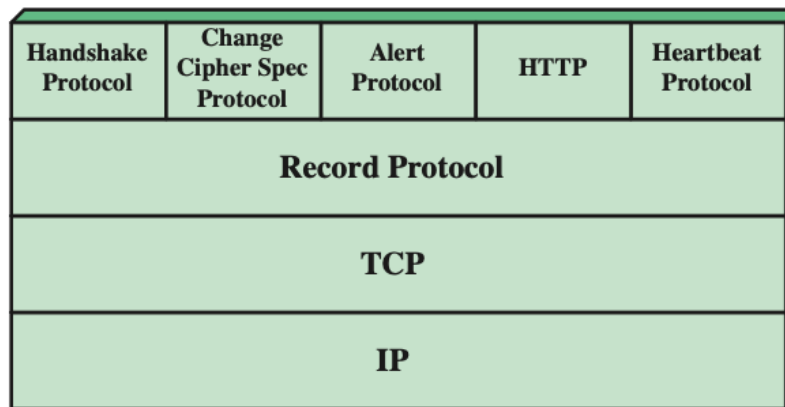 Handshake
Protocol
Change
Cipher Spec
Protocol
Alert
Protocol
HTTP
Heartbeat
Protocol
Record Protocol
TCP
IP